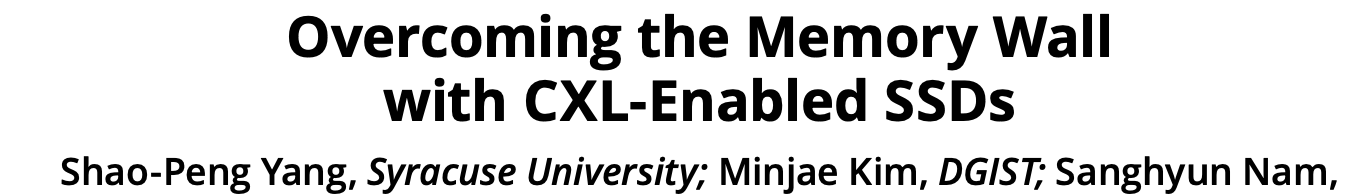 Overcoming the Memory Wall
with CXL-Enabled SSDs
Shao-Peng Yang, Syracuse University; Minjae Kim, DGIST; Sanghyun Nam,